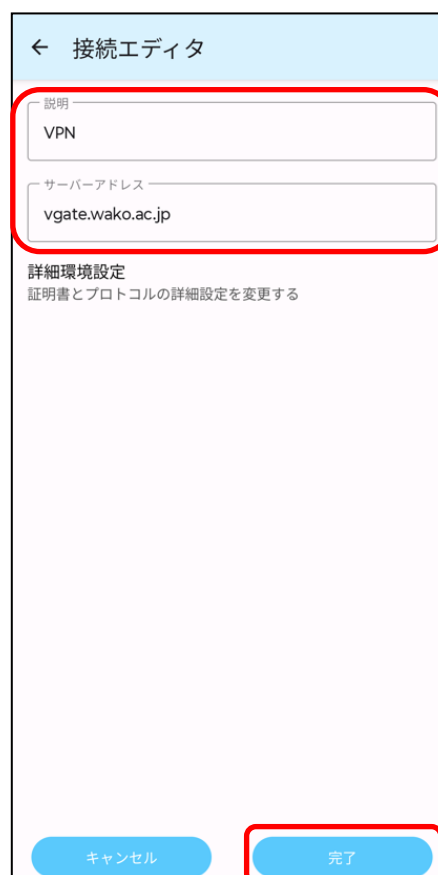 ← 接続エディタ
説明
VPN
サーバーアドレス
vgate.wako.ac.jp
詳細環境設定
証明書とプロトコルの詳細設定を変更する
キャンセル
完了